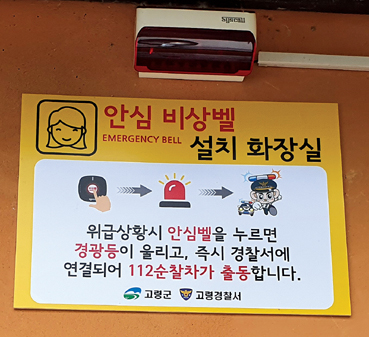 안심 비상벨
EMERGENCY BELL
설치 화장실
위급상황시 안심벨을 누르면
경광등이 울리고, 즉시 경찰서에
연결되어 112순찰차가 출동합니다.
고령군 고령경찰서